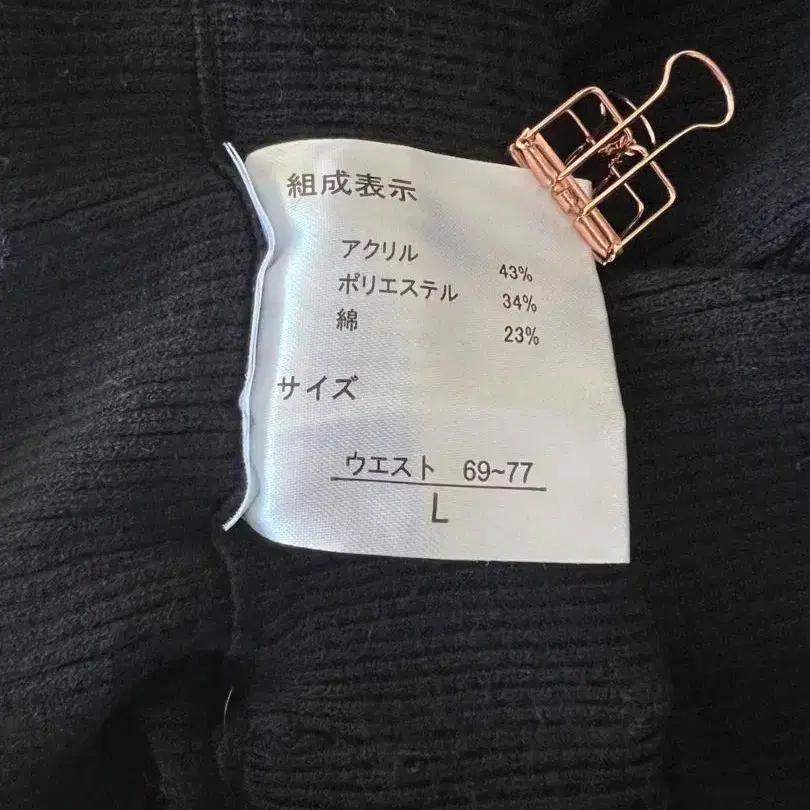 組成表示
アクリル 43%
ポリエステル 34%
綿 23%
サイズ
ウエスト 69~77
L